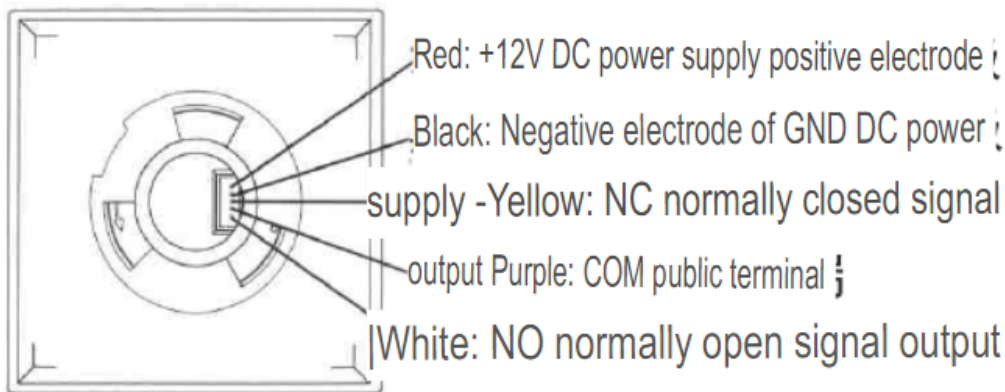 Red: +12V DC power supply positive electrode
Black: Negative electrode of GND DC power
supply -Yellow: NC normally closed signal
output Purple: COM public terminal
|White: NO normally open signal output